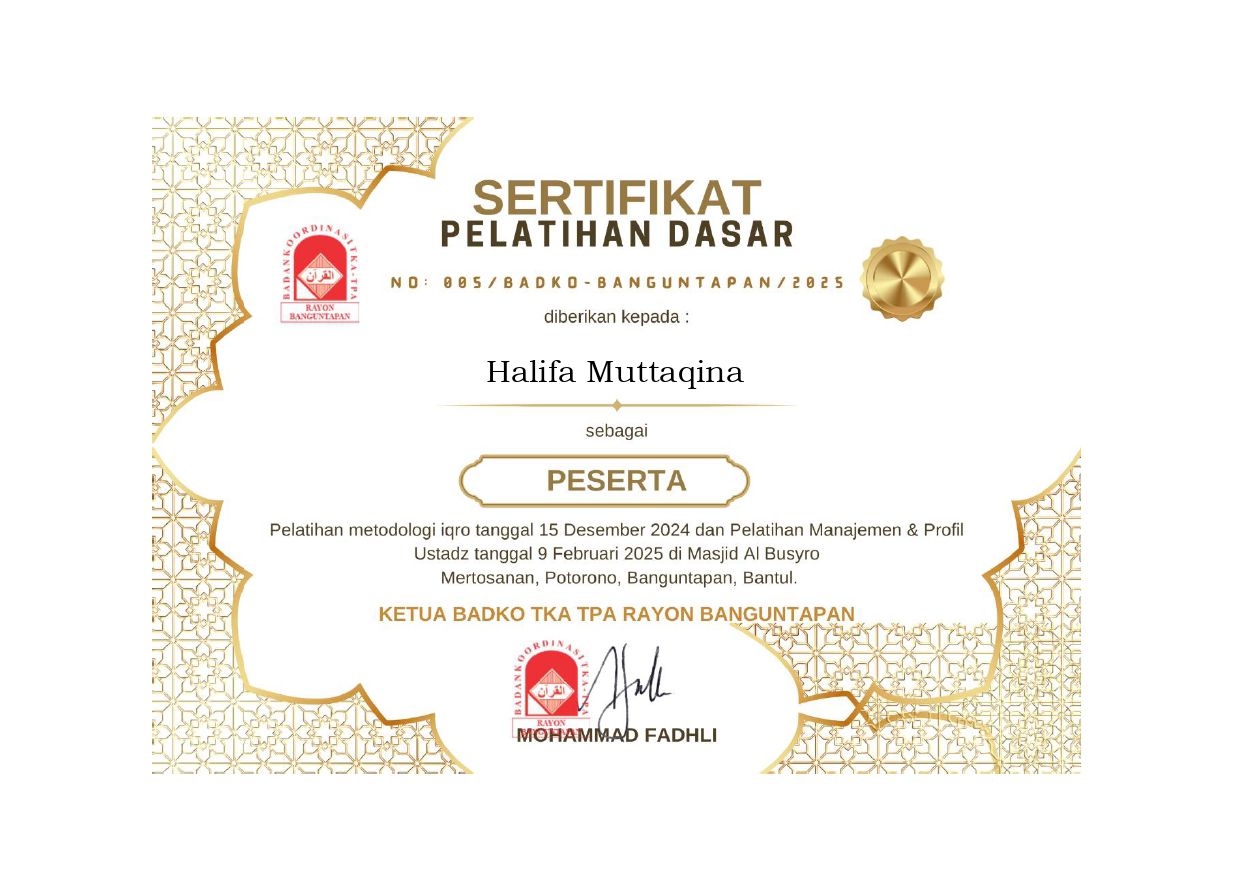 SERTIFIKAT
PELATIHAN DASAR
BADAN KOORDINASI TKA-TPA
القرآن
RAYON
BANGUNTAPAN
NO: 005/BADKO-BANGUNTAPAN/2025
diberikan kepada :
Halifa Muttaqina
sebagai
PESERTA
Pelatihan metodologi iqro tanggal 15 Desember 2024 dan Pelatihan Manajemen & Profil
Ustadz tanggal 9 Februari 2025 di Masjid Al Busyro
Mertosanan, Potorono, Banguntapan, Bantul.
KETUA BADKO TKA TPA RAYON BANGUNTAPAN
BADAN KOORDINASI TKA-TPA
القرآن
RAYON
BANGUNTAPAN
MOHAMMAD FADHLI